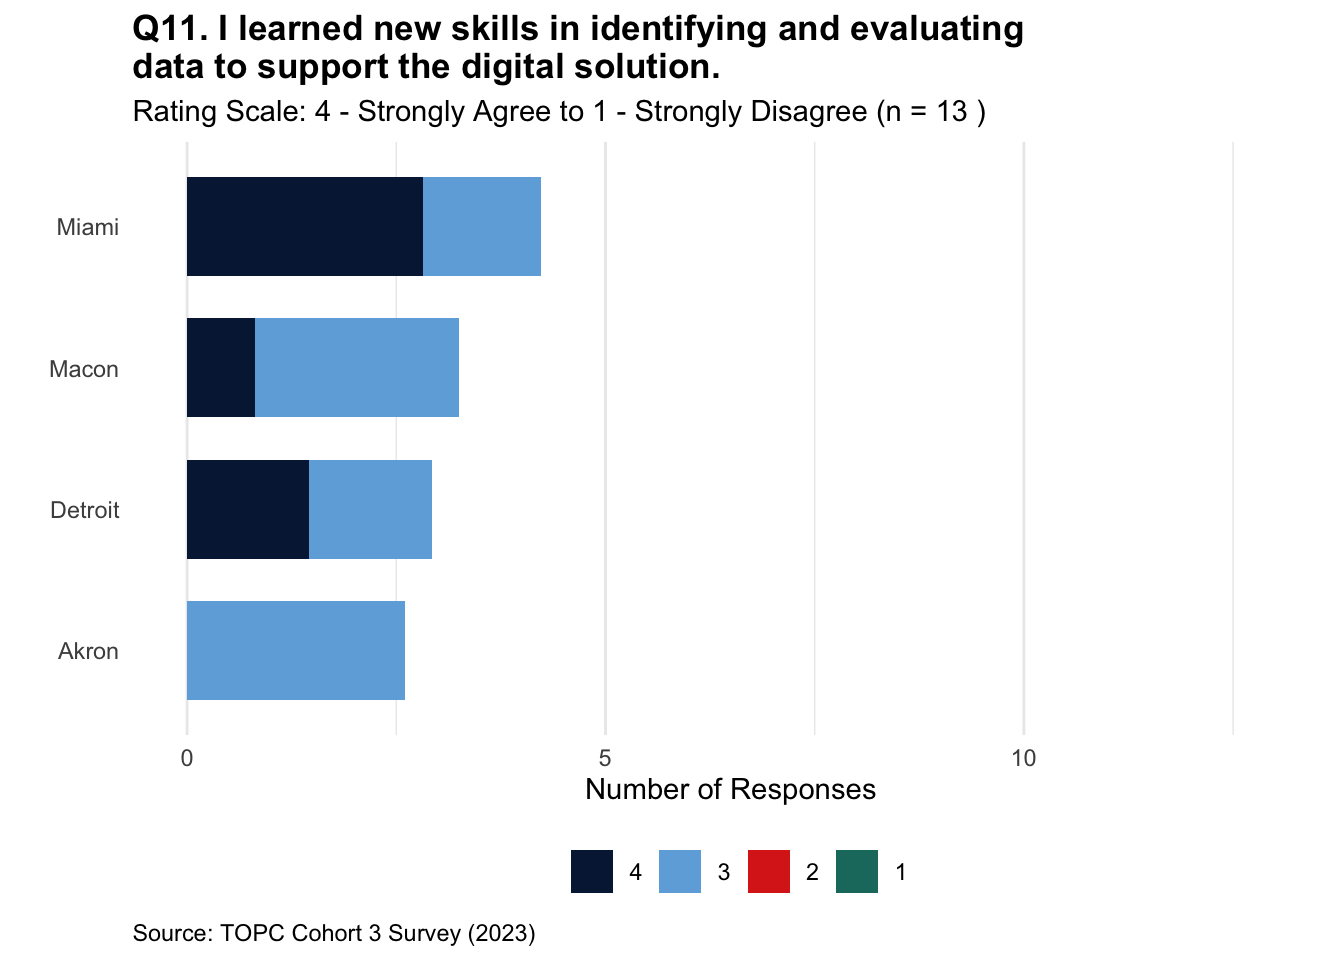 Q11. I learned new skills in identifying and evaluating
data to support the digital solution.
Rating Scale: 4 - Strongly Agree to 1 - Strongly Disagree (n = 13 )
Miami
Macon
Detroit
Akron
0 5 10
Number of Responses
4 3 2 1
Source: TOPC Cohort 3 Survey (2023)